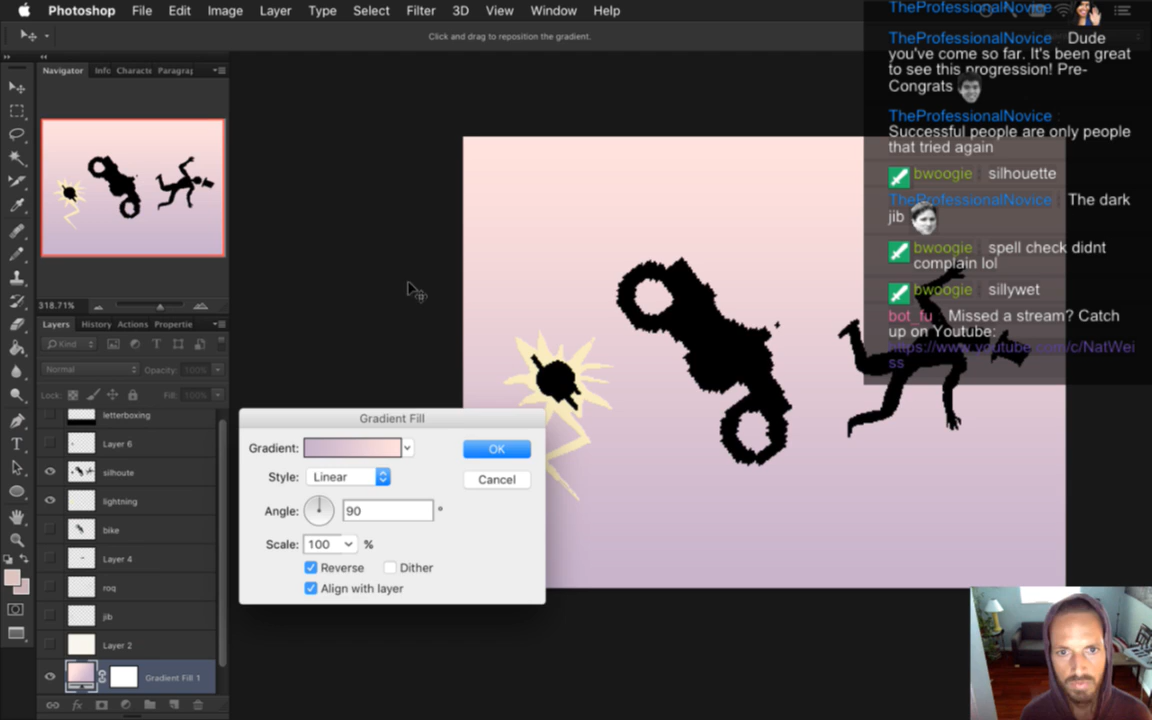 Photoshop File Edit Image Layer Type Select Filter 3D View Window Help
Click and drag to reposition the gradient.
Navigator Info Characte Paragraj
318.71%
Layers History Actions Propertie
Kind
Normal Opacity: 100%
Lock: Fill: 100%
letterboxing
Layer 6
silhoute
lightning
bike
Layer 4
roq
jib
Layer 2
Gradient Fill 1
Gradient Fill
Gradient: OK
Style: Linear Cancel
Angle: 90 °
Scale: 100 %
Reverse Dither
Align with layer
TheProfessionalNovice
TheProfessionalNovice : Dude
you've come so far. It's been great
to see this progression! Pre-
Congrats
TheProfessionalNovice :
Successful people are only people
that tried again
bwoogie : silhouette
TheProfessionalNovice : The dark
jib
bwoogie : spell check didnt
complain lol
bwoogie : sillywet
bot_fu : Missed a stream? Catch
up on Youtube:
https://www.youtube.com/c/NatWei
ss